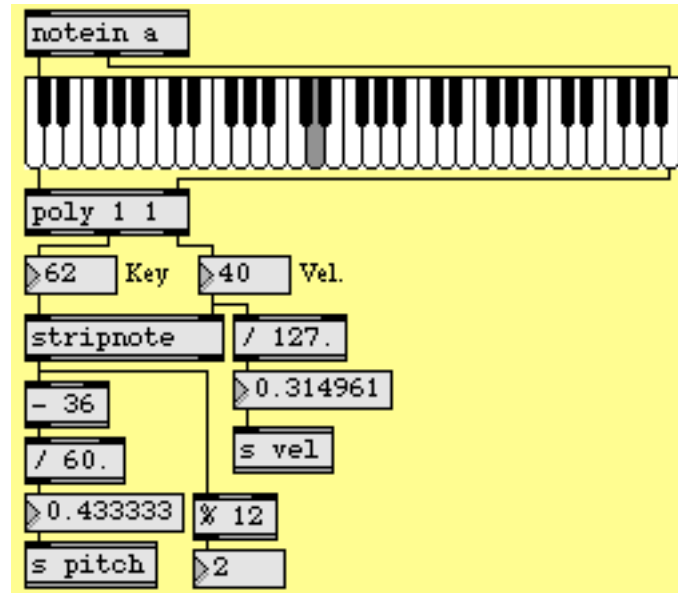 notein a
poly 1 1
62 Key 40 Vel.
stripnote / 127.
0.314961
- 36
s vel
/ 60.
0.433333 % 12
s pitch 2